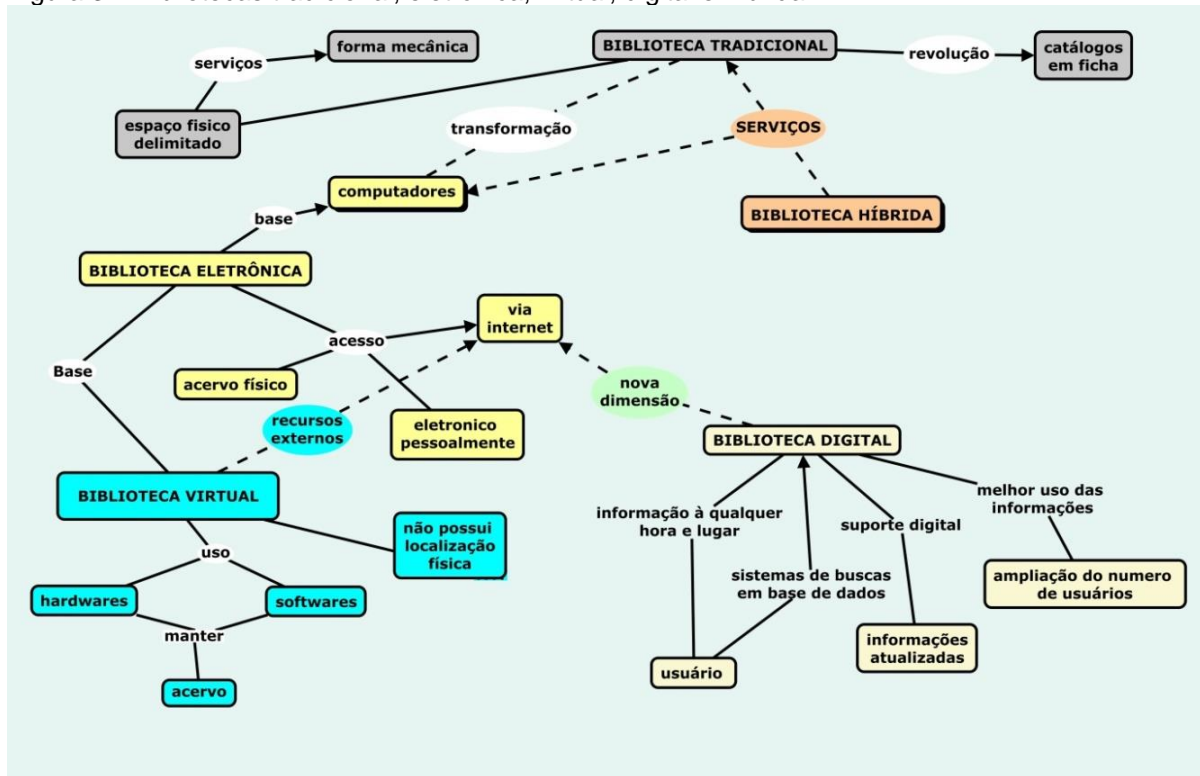 forma mecânica
BIBLIOTECA TRADICIONAL
revolução
catálogos
em ficha
serviços
espaço fisico
delimitado
transformação
SERVIÇOS
computadores
BIBLIOTECA HÍBRIDA
base
BIBLIOTECA ELETRÔNICA
via
internet
acesso
Base
acervo físico
nova
dimensão
recursos
externos
eletronico
pessoalmente
BIBLIOTECA DIGITAL
BIBLIOTECA VIRTUAL
melhor uso das
informações
informação à qualquer
hora e lugar
suporte digital
não possui
localização
física
uso
sistemas de buscas
em base de dados
ampliação do numero
de usuários
hardwares
softwares
manter
informações
atualizadas
usuário
acervo